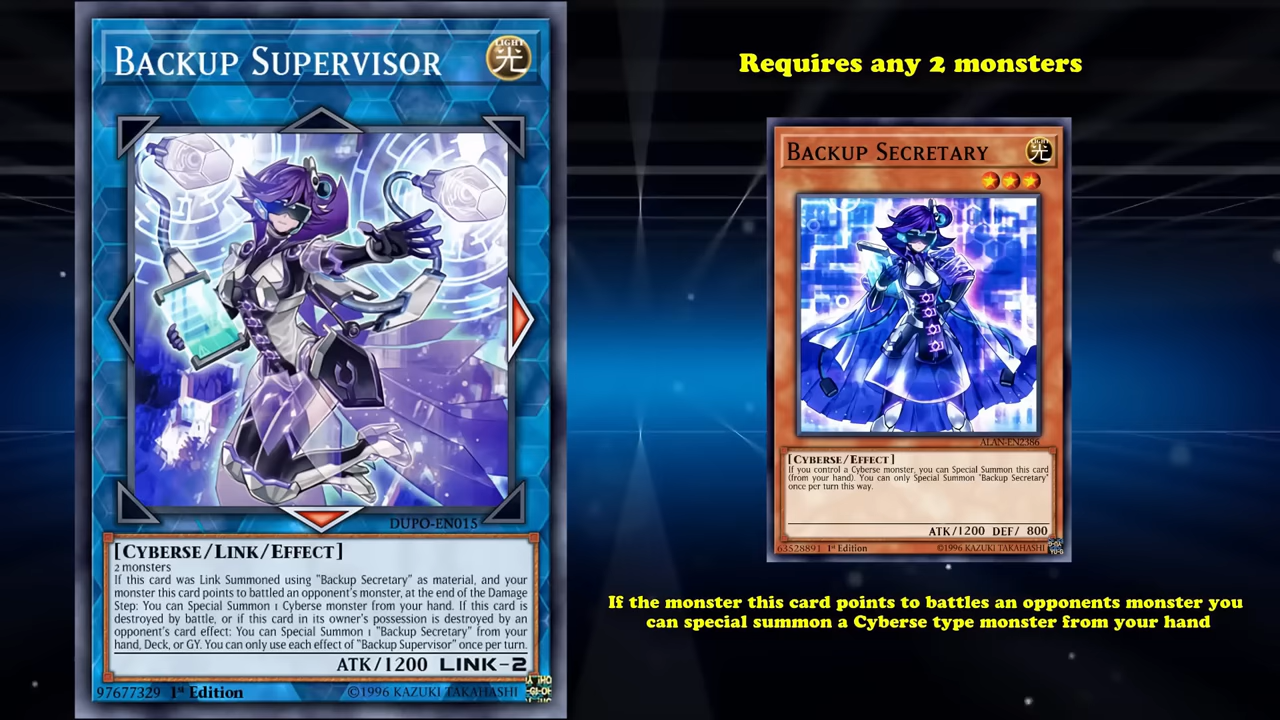 BACKUP SUPERVISOR
LIGHT
光
DUPO-EN015
[CYBERSE/LINK/EFFECT]
2 monsters
If this card was Link Summoned using "Backup Secretary" as material, and your
monster this card points to battled an opponent's monster, at the end of the Damage
Step: You can Special Summon 1 Cyberse monster from your hand. If this card is
destroyed by battle, or if this card in its owner's possession is destroyed by an
opponent's card effect: You can Special Summon 1 "Backup Secretary" from your
hand, Deck, or GY. You can only use each effect of "Backup Supervisor" once per turn.
ATK/1200 LINK-2
97677329 1st Edition ©1996 KAZUKI TAKAHASHI
Requires any 2 monsters
BACKUP SECRETARY
LIGHT
光
ALAN-EN2386
[CYBERSE/EFFECT]
If you control a Cyberse monster, you can Special Summon this card
(from your hand). You can only Special Summon "Backup Secretary"
once per turn this way.
ATK/1200 DEF/ 800
63528891 1st Edition ©1996 KAZUKI TAKAHASHI
If the monster this card points to battles an opponents monster you
can special summon a Cyberse type monster from your hand